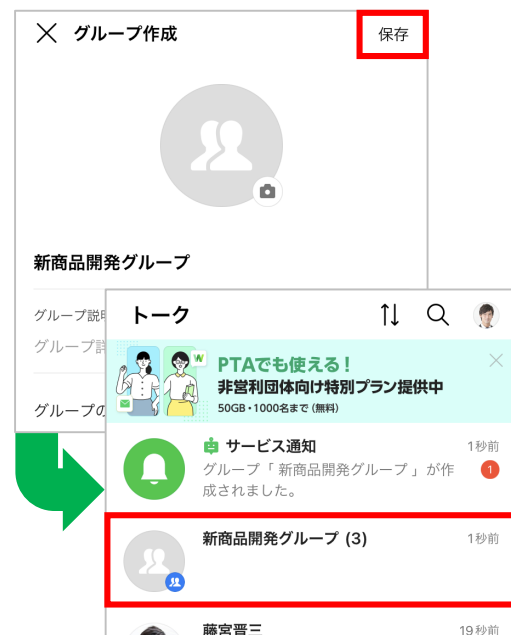 グループ作成
保存
新商品開発グループ
グループ説
グループ詳
グループの
トーク
PTAでも使える！
非営利団体向け特別プラン提供中
50GB・1000名まで（無料）
サービス通知
1秒前
グループ「 新商品開発グループ 」が作
成されました。
1
新商品開発グループ (3)
1秒前
藤宮晋三
19秒前